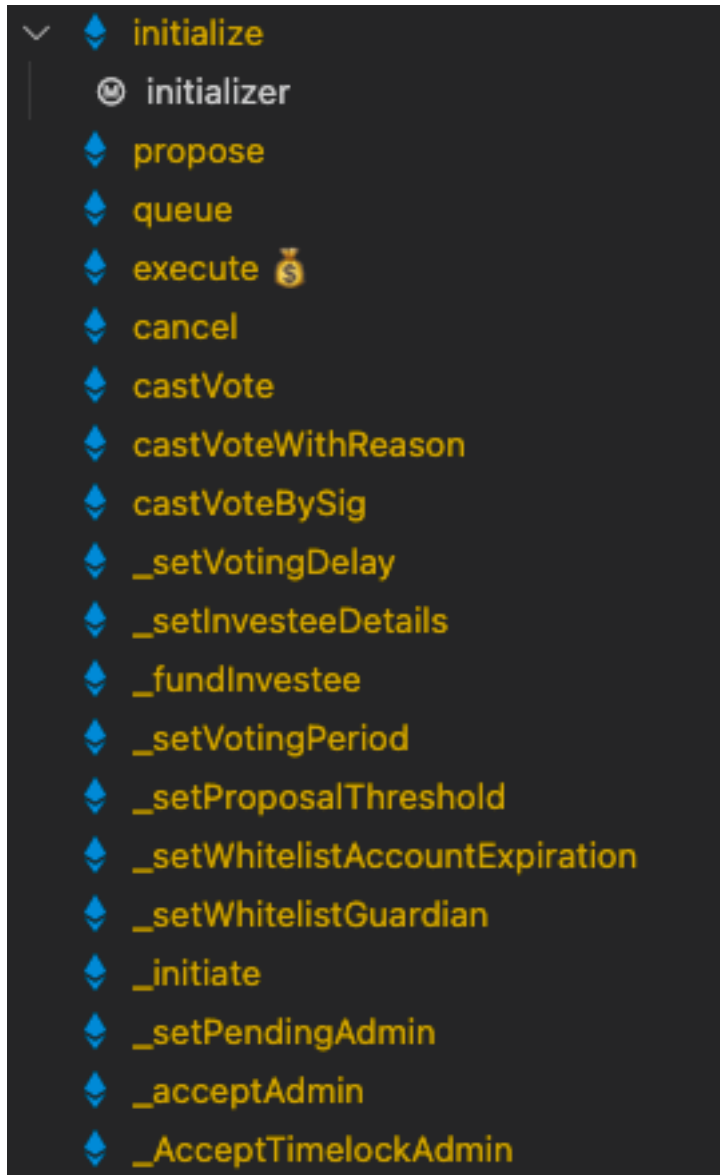 initialize
initializer
propose
queue
execute 💰
cancel
castVote
castVoteWithReason
castVoteBySig
_setVotingDelay
_setInvesteeDetails
_fundInvestee
_setVotingPeriod
_setProposalThreshold
_setWhitelistAccountExpiration
_setWhitelistGuardian
_initiate
_setPendingAdmin
_acceptAdmin
_AcceptTimelockAdmin